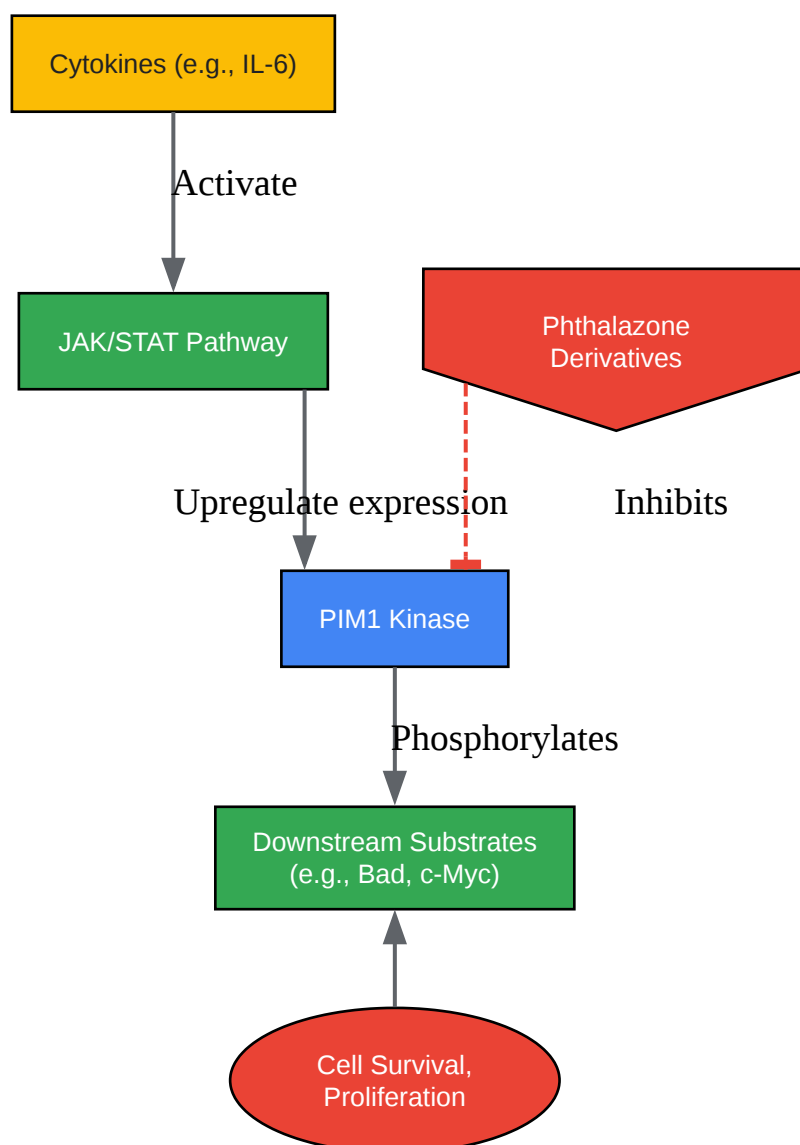 Cytokines (e.g., IL-6)
Activate
JAK/STAT Pathway
Phthalazone
Derivatives
Upregulate expression
Inhibits
PIM1 Kinase
Phosphorylates
Downstream Substrates
(e.g., Bad, c-Myc)
Cell Survival,
Proliferation